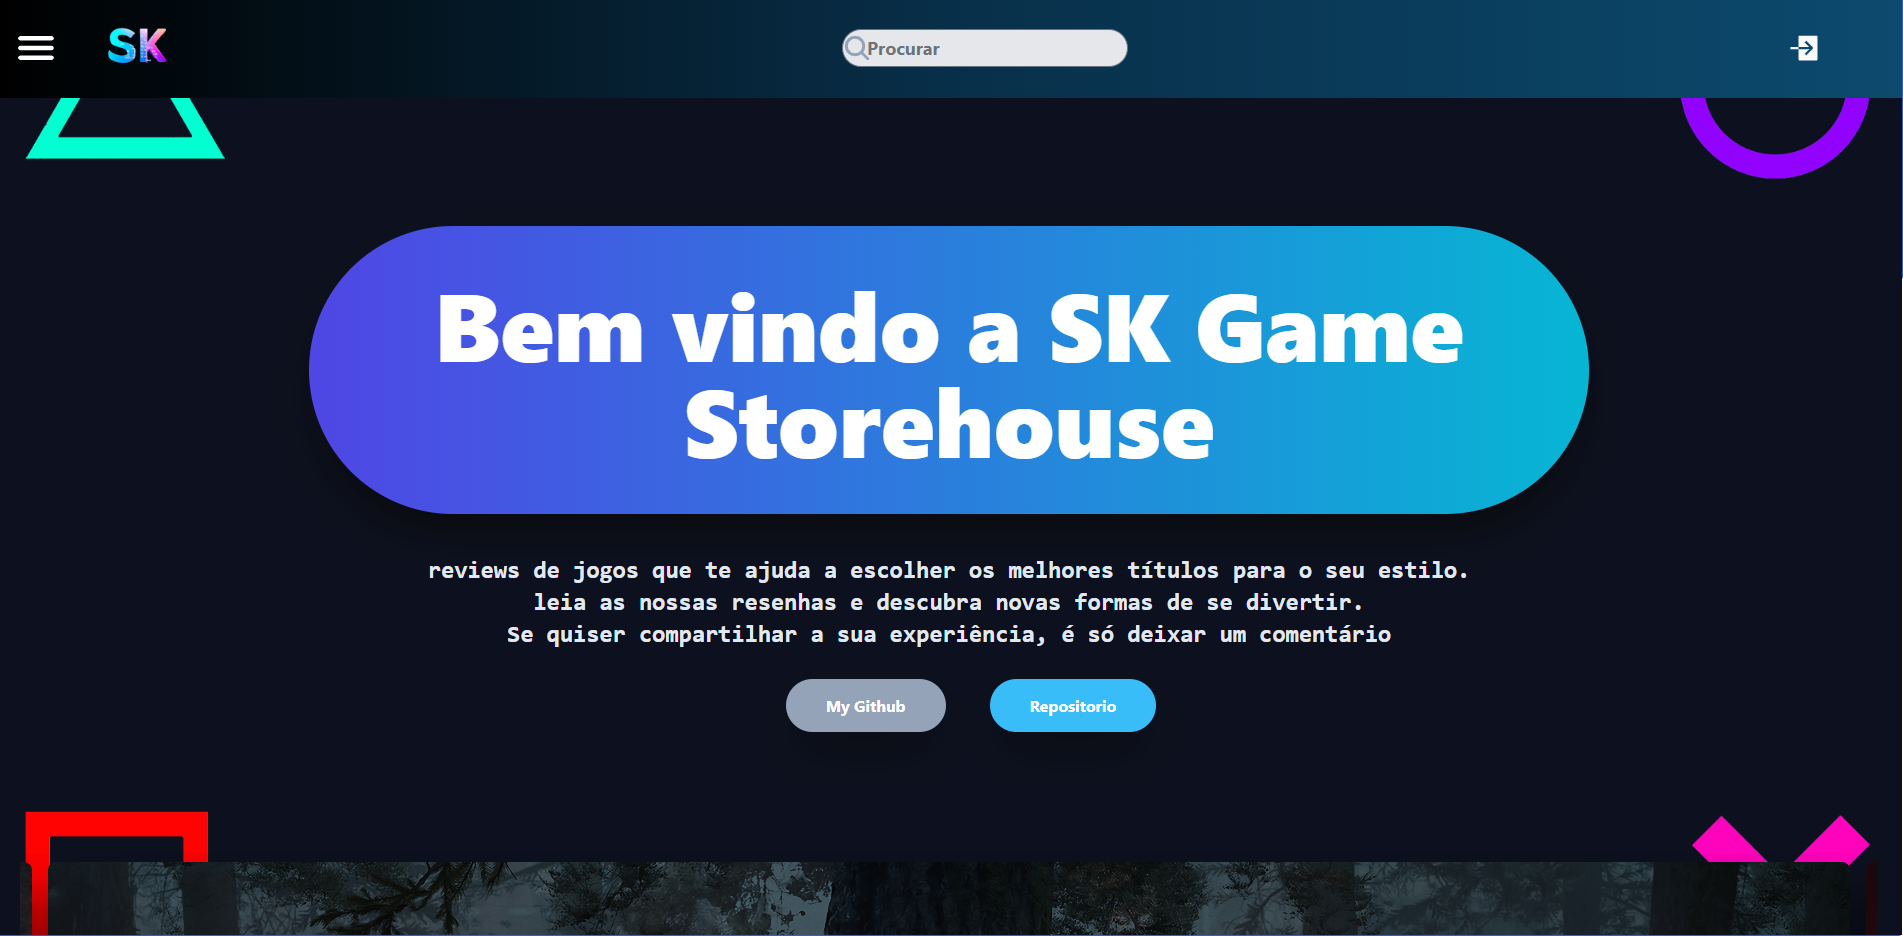 SK
Procurar
Bem vindo a SK Game
Storehouse
reviews de jogos que te ajuda a escolher os melhores títulos para o seu estilo.
leia as nossas resenhas e descubra novas formas de se divertir.
Se quiser compartilhar a sua experiência, é só deixar um comentário
My Github
Repositorio